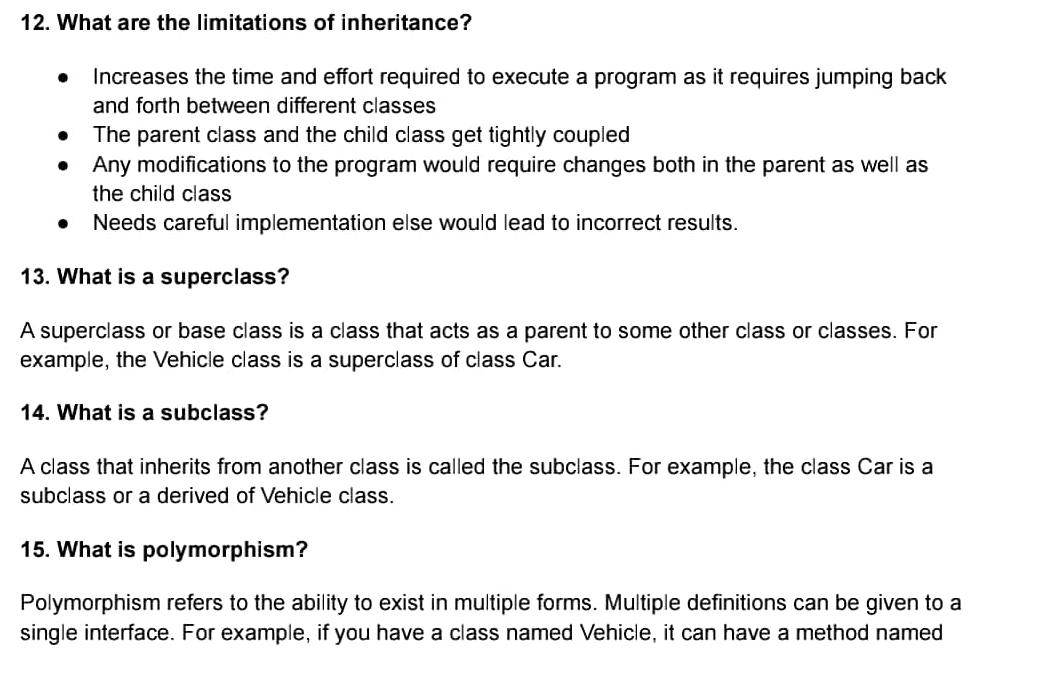 12. What are the limitations of inheritance?
● Increases the time and effort required to execute a program as it requires jumping back
and forth between different classes
● The parent class and the child class get tightly coupled
● Any modifications to the program would require changes both in the parent as well as
the child class
● Needs careful implementation else would lead to incorrect results.
13. What is a superclass?
A superclass or base class is a class that acts as a parent to some other class or classes. For
example, the Vehicle class is a superclass of class Car.
14. What is a subclass?
A class that inherits from another class is called the subclass. For example, the class Car is a
subclass or a derived of Vehicle class.
15. What is polymorphism?
Polymorphism refers to the ability to exist in multiple forms. Multiple definitions can be given to a
single interface. For example, if you have a class named Vehicle, it can have a method named